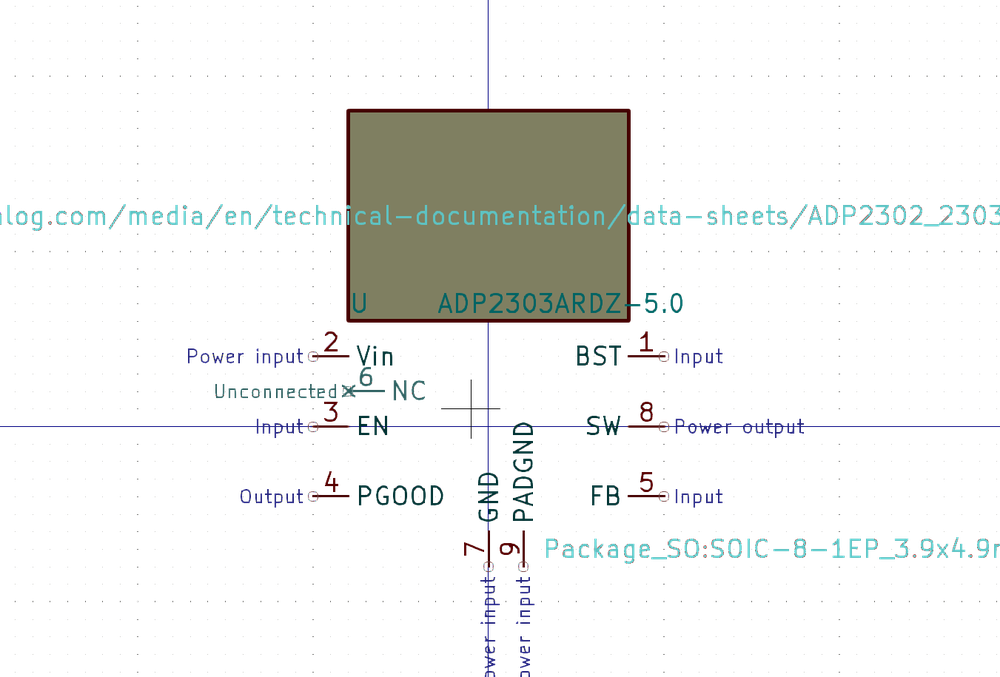 alog.com/media/en/technical-documentation/data-sheets/ADP2302_2303
U ADP2303ARDZ-5.0
Power input 2 Vin BST 1 Input
Unconnected 6 NC
Input 3 EN SW 8 Power output
Output 4 PGOOD FB 5 Input
GND PADGND
7 9 Package_SO:SOIC-8-1EP_3.9x4.9m
ower input ower input